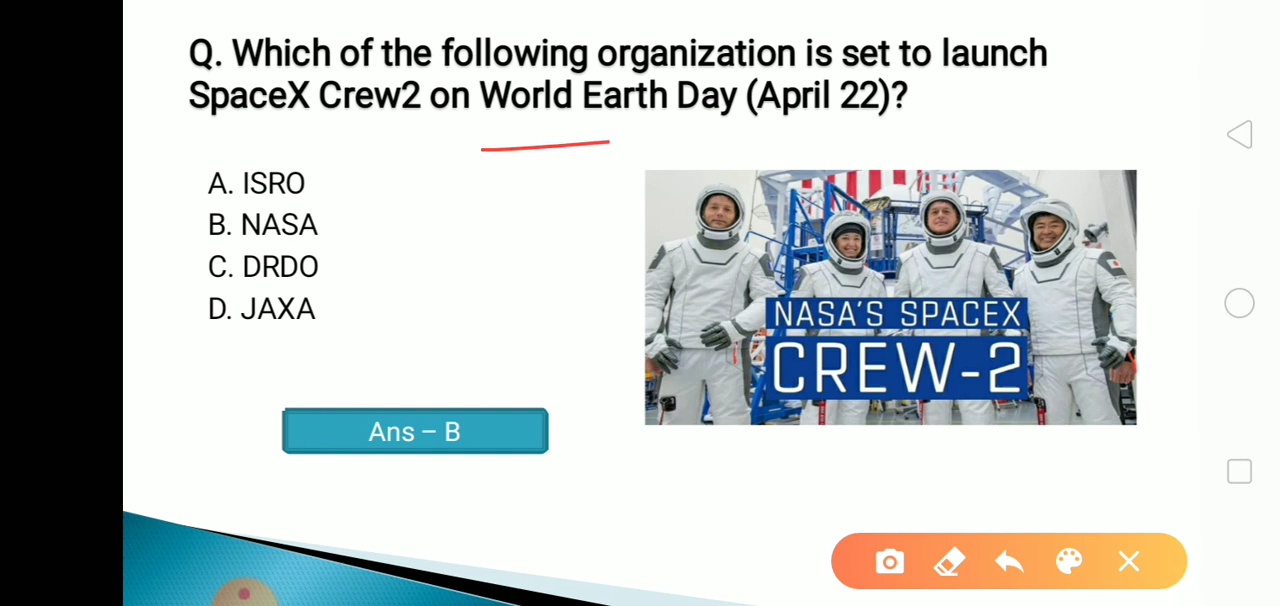 Q. Which of the following organization is set to launch
SpaceX Crew2 on World Earth Day (April 22)?
A. ISRO
B. NASA
C. DRDO
D. JAXA
NASA'S SPACEX
CREW-2
Ans – B